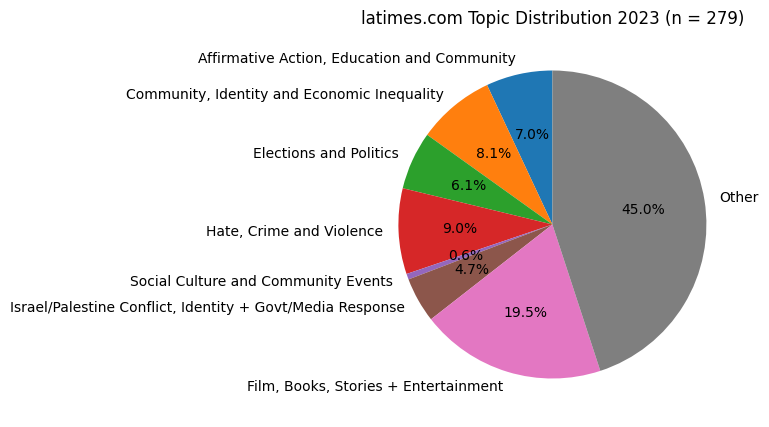 latimes.com Topic Distribution 2023 (n = 279)
Affirmative Action, Education and Community
7.0%
Community, Identity and Economic Inequality
8.1%
Elections and Politics
6.1%
Hate, Crime and Violence
9.0%
Social Culture and Community Events
0.6%
Israel/Palestine Conflict, Identity + Govt/Media Response
4.7%
Film, Books, Stories + Entertainment
19.5%
Other
45.0%